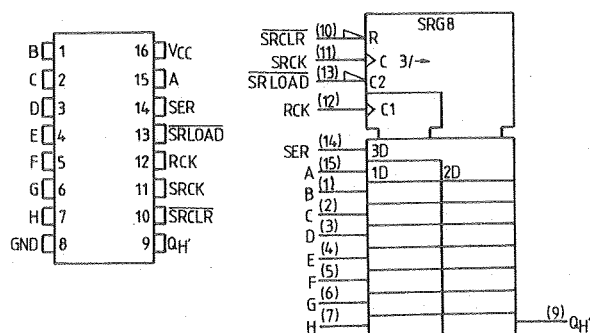 B 1 16 VCC
C 2 15 A
D 3 14 SER
E 4 13 SRLOAD
F 5 12 RCK
G 6 11 SRCK
H 7 10 SRCLR
GND 8 9 QH'
SRG8
SRCLR (10) R
SRCK (11) C 3/→
SRLOAD (13) C2
RCK (12) C1
SER (14) 3D
A (15) 1D 2D
B (1)
C (2)
D (3)
E (4)
F (5)
G (6)
H (7) (9) QH'